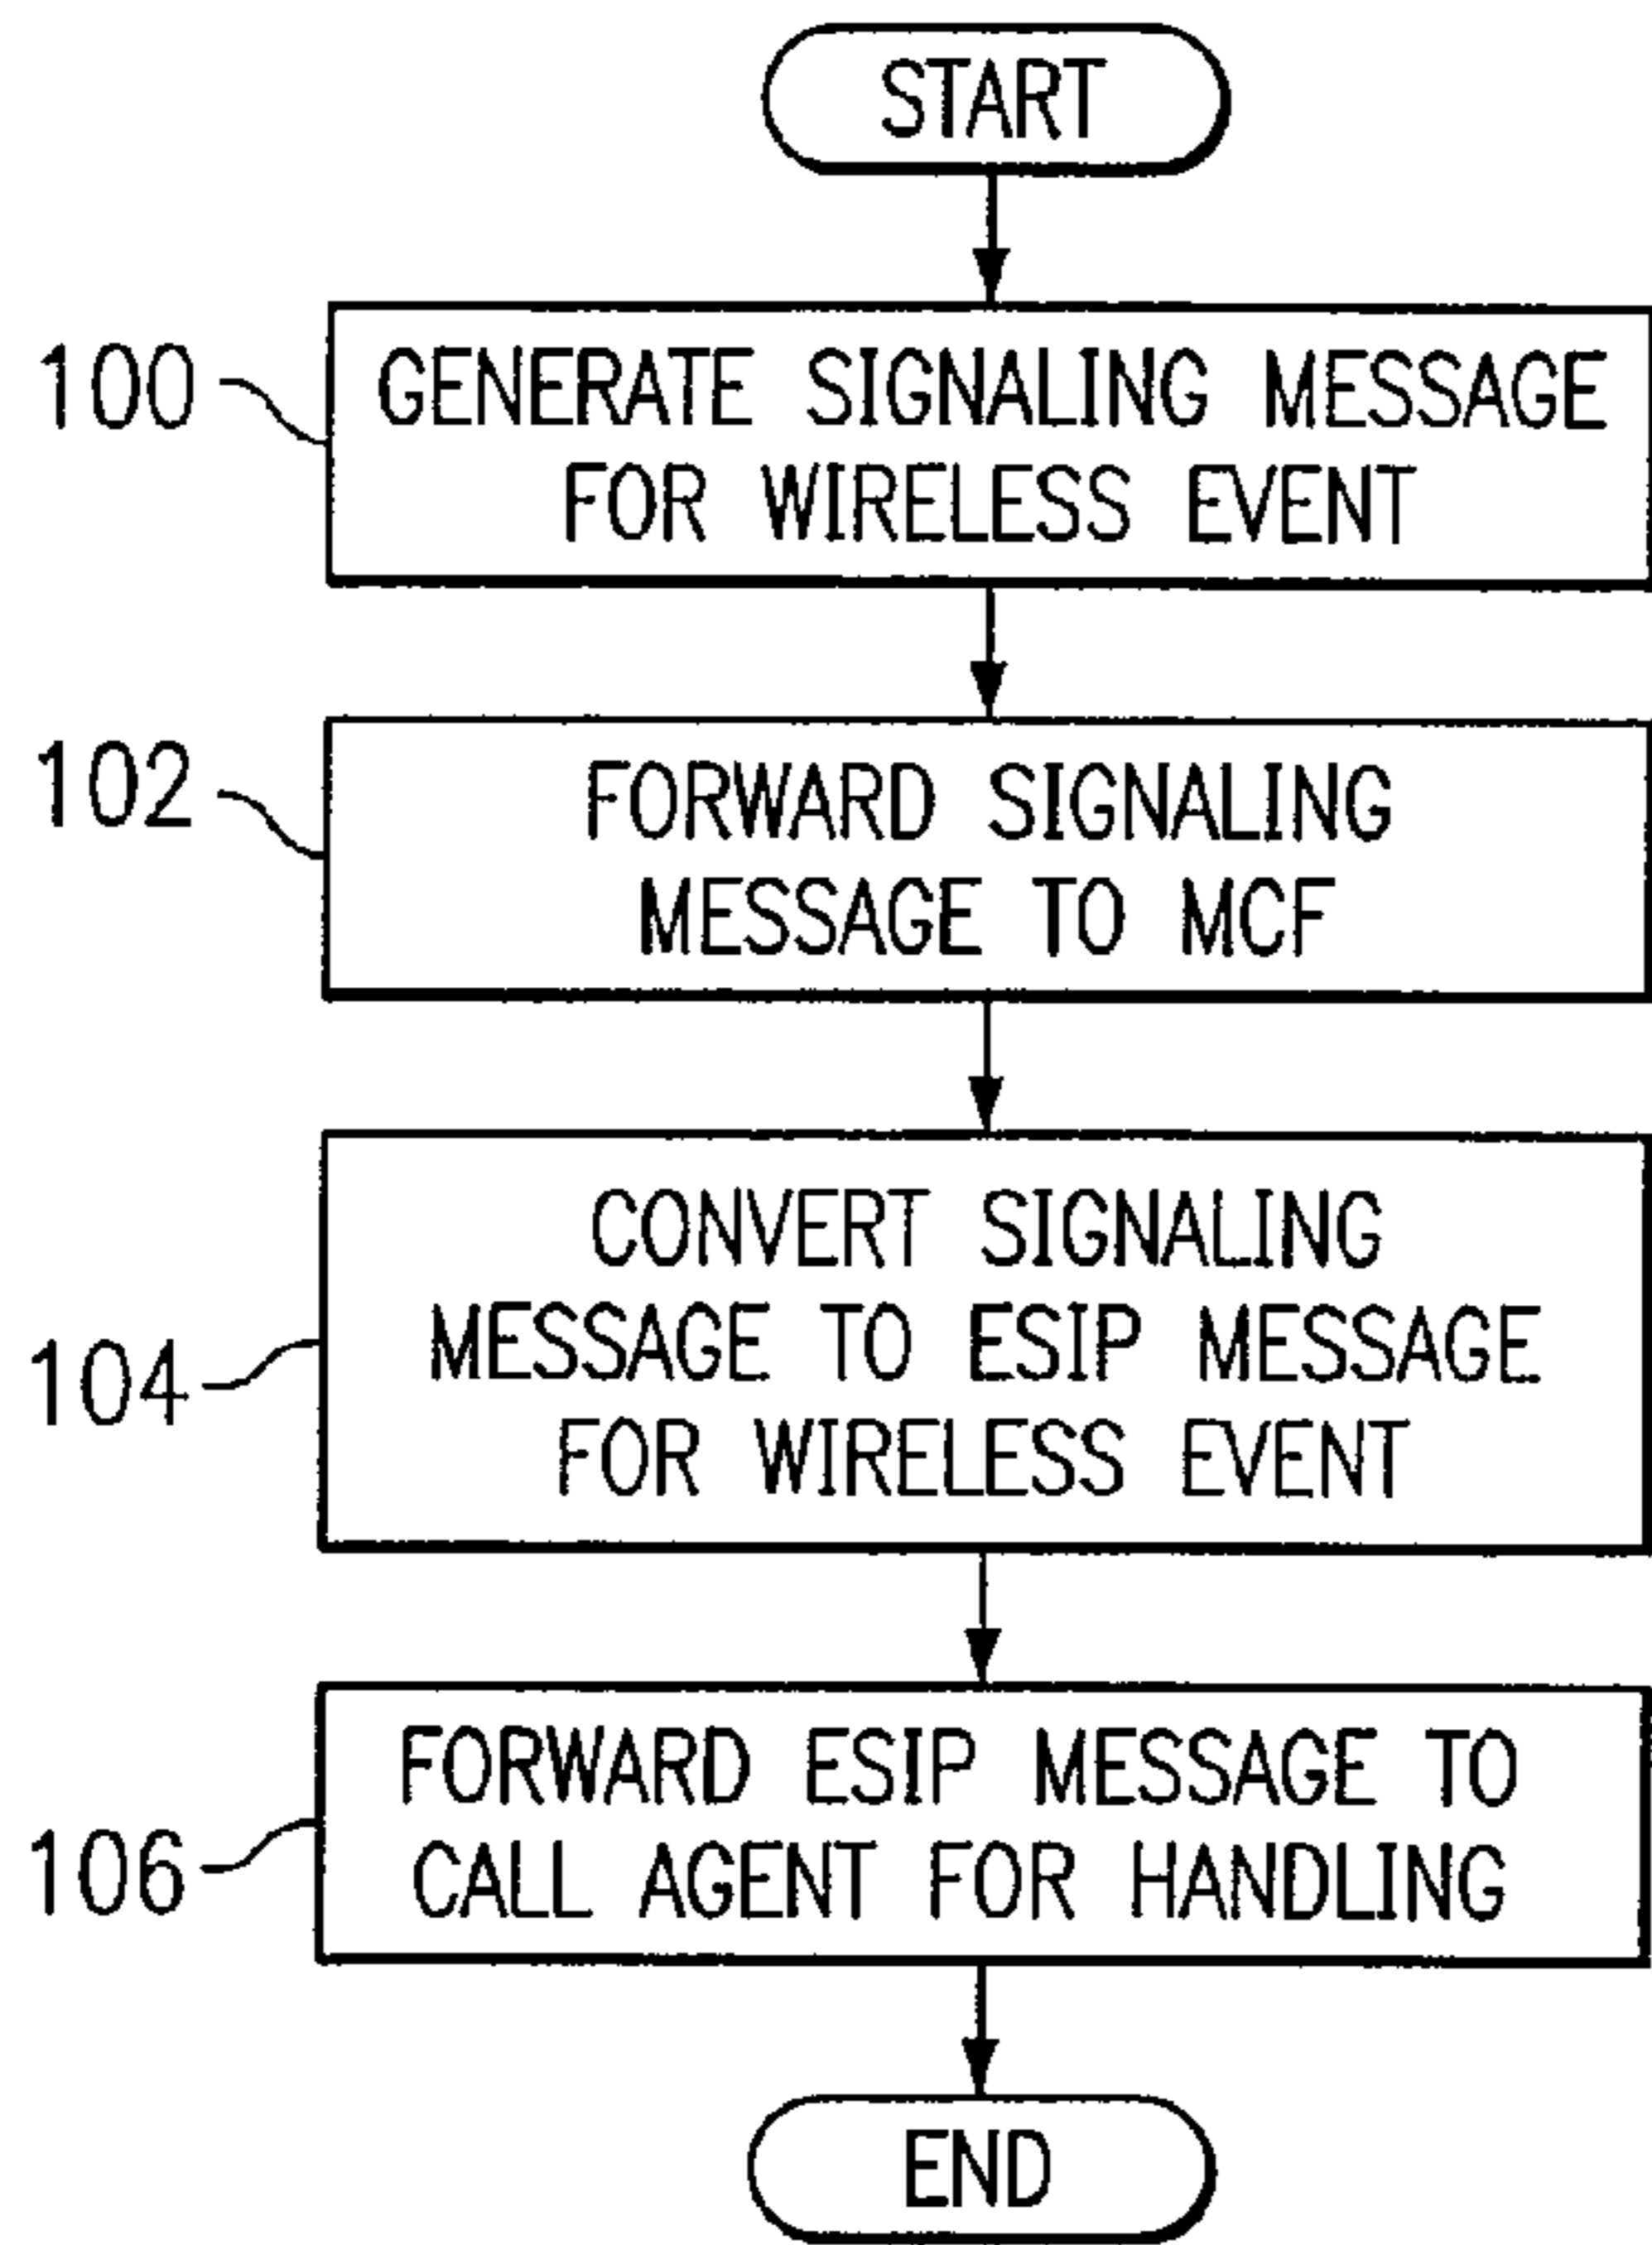 START
100
GENERATE SIGNALING MESSAGE
FOR WIRELESS EVENT
102
FORWARD SIGNALING
MESSAGE TO MCF
104
CONVERT SIGNALING
MESSAGE TO ESIP MESSAGE
FOR WIRELESS EVENT
106
FORWARD ESIP MESSAGE TO
CALL AGENT FOR HANDLING
END